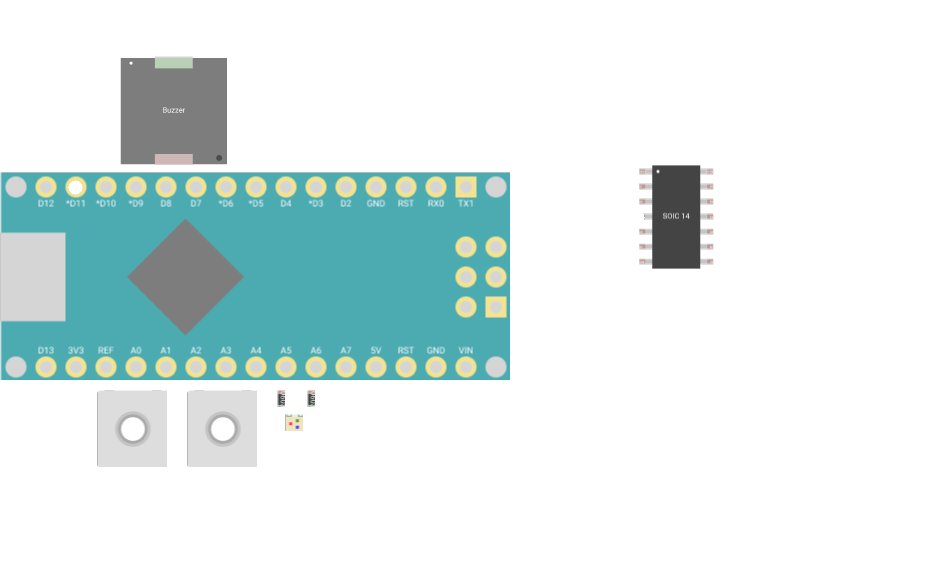 Buzzer
D12 *D11 *D10 *D9 D8 D7 *D6 *D5 D4 *D3 D2 GND RST RX0 TX1
SOIC 14
D13 3V3 REF A0 A1 A2 A3 A4 A5 A6 A7 5V RST GND VIN